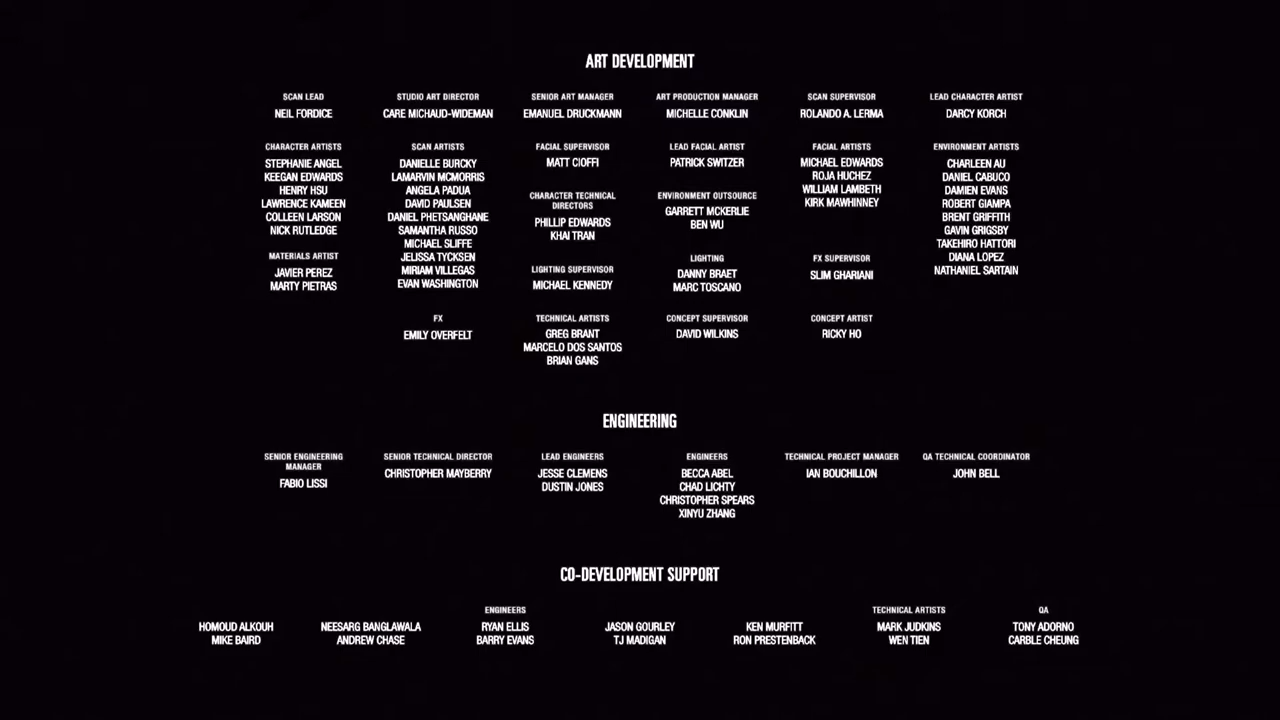 ART DEVELOPMENT
SCAN LEAD
NEIL FORDICE
STUDIO ART DIRECTOR
CARE MICHAUD-WIDEMAN
SENIOR ART MANAGER
EMANUEL DRUCKMANN
ART PRODUCTION MANAGER
MICHELLE CONKLIN
SCAN SUPERVISOR
ROLANDO A. LERMA
LEAD CHARACTER ARTIST
DARCY KORCH
CHARACTER ARTISTS
STEPHANIE ANGEL
KEEGAN EDWARDS
HENRY HSU
LAWRENCE KAMEEN
COLLEEN LARSON
NICK RUTLEDGE
MATERIALS ARTIST
JAVIER PEREZ
MARTY PIETRAS
SCAN ARTISTS
DANIELLE BURCKY
LAMARVIN MCMORRIS
ANGELA PADUA
DAVID PAULSEN
DANIEL PHETSANGHANE
SAMANTHA RUSSO
MICHAEL SLIFFE
JELISSA TYCKSEN
MIRIAM VILLEGAS
EVAN WASHINGTON
FX
EMILY OVERFELT
FACIAL SUPERVISOR
MATT CIOFFI
CHARACTER TECHNICAL
DIRECTORS
PHILLIP EDWARDS
KHAI TRAN
LIGHTING SUPERVISOR
MICHAEL KENNEDY
TECHNICAL ARTISTS
GREG BRANT
MARCELO DOS SANTOS
BRIAN GANS
LEAD FACIAL ARTIST
PATRICK SWITZER
ENVIRONMENT OUTSOURCE
GARRETT MCKERLIE
BEN WU
LIGHTING
DANNY BRAET
MARC TOSCANO
CONCEPT SUPERVISOR
DAVID WILKINS
FACIAL ARTISTS
MICHAEL EDWARDS
ROJA HUCHEZ
WILLIAM LAMBETH
KIRK MAWHINNEY
FX SUPERVISOR
SLIM GHARIANI
CONCEPT ARTIST
RICKY HO
ENVIRONMENT ARTISTS
CHARLEEN AU
DANIEL CABUCO
DAMIEN EVANS
ROBERT GIAMPA
BRENT GRIFFITH
GAVIN GRIGSBY
TAKEHIRO HATTORI
DIANA LOPEZ
NATHANIEL SARTAIN
ENGINEERING
SENIOR ENGINEERING
MANAGER
FABIO LISSI
SENIOR TECHNICAL DIRECTOR
CHRISTOPHER MAYBERRY
LEAD ENGINEERS
JESSE CLEMENS
DUSTIN JONES
ENGINEERS
BECCA ABEL
CHAD LICHTY
CHRISTOPHER SPEARS
XINYU ZHANG
TECHNICAL PROJECT MANAGER
IAN BOUCHILLON
QA TECHNICAL COORDINATOR
JOHN BELL
CO-DEVELOPMENT SUPPORT
HOMOUD ALKOUH
MIKE BAIRD
NEESARG BANGLAWALA
ANDREW CHASE
ENGINEERS
RYAN ELLIS
BARRY EVANS
JASON GOURLEY
TJ MADIGAN
KEN MURFITT
RON PRESTENBACK
TECHNICAL ARTISTS
MARK JUDKINS
WEN TIEN
QA
TONY ADORNO
CARBLE CHEUNG